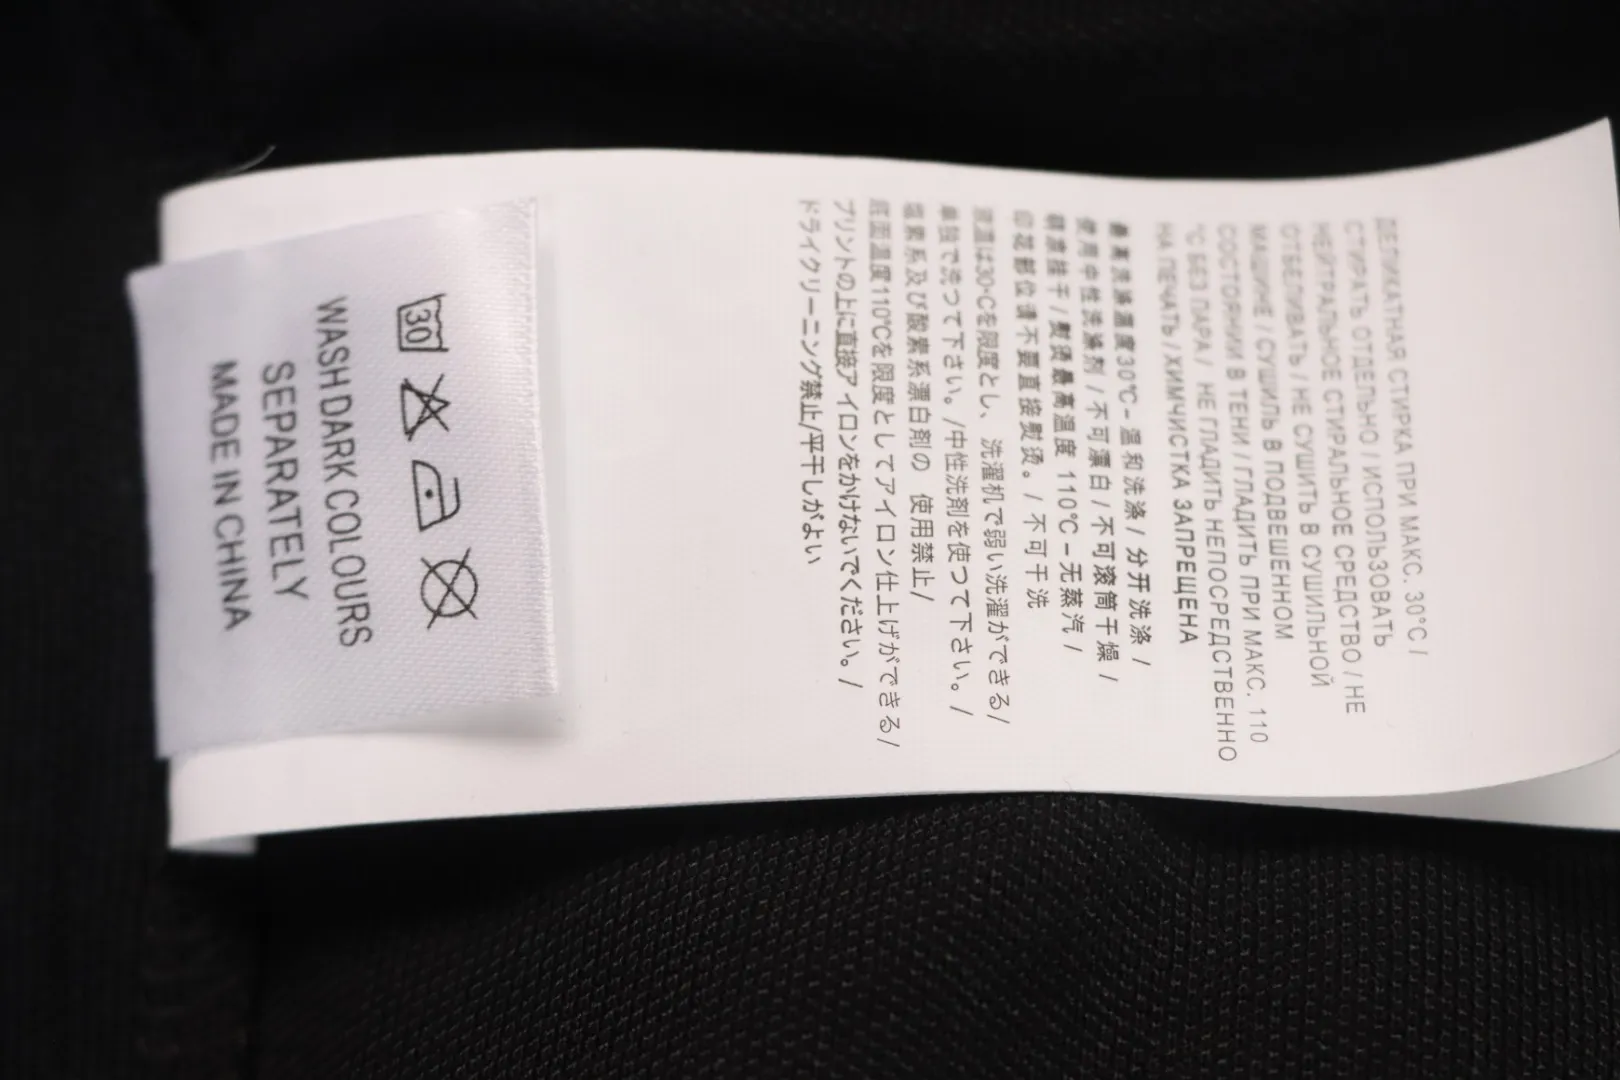 30
WASH DARK COLOURS
SEPARATELY
MADE IN CHINA
ДЕЛИКАТНАЯ СТИРКА ПРИ МАКС. 30°C /
СТИРАТЬ ОТДЕЛЬНО / ИСПОЛЬЗОВАТЬ
НЕЙТРАЛЬНОЕ СТИРАЛЬНОЕ СРЕДСТВО / НЕ
ОТБЕЛИВАТЬ / НЕ СУШИТЬ В СУШИЛЬНОЙ
МАШИНЕ / СУШИЛЬ В ПОДВЕШЕННОМ
СОСТОЯНИИ В ТЕНИ / ГЛАДИТЬ ПРИ МАКС. 110
°C БЕЗ ПАРА / НЕ ГЛАДИТЬ НЕПОСРЕДСТВЕННО
НА ПЕЧАТЬ / ХИМЧИСТКА ЗАПРЕЩЕНА
最高洗涤温度30℃- 温和洗涤 / 分开洗涤 /
使用中性洗涤剂 / 不可漂白 / 不可滚筒干燥 /
阴凉挂干 / 熨烫最高温度 110℃ - 无蒸汽 /
印花部位请不要直接熨烫。/ 不可干洗
液温は30℃を限度とし、洗濯机で弱い洗濯ができる/
单独で洗つて下さい。/中性洗剂を使つて下さい。/
塩素系及び酸素系漂白剤の 使用禁止/
底面温度110℃を限度としてアイロン仕上げができる/
プリントの上に直接アイロンをかけないでください。/
ドライクリーニング禁止/平干しがよい